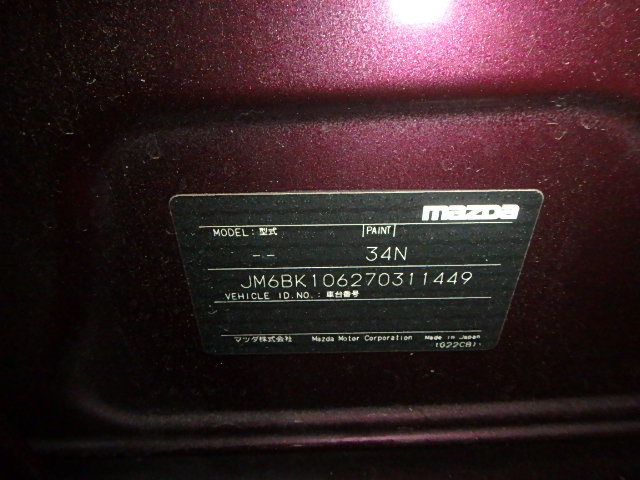 mazda
MODEL: 型式 PAINT
-.- 34N
JM6BK106270311449
VEHICLE ID.NO.: 車台番号
マツダ株式会社 Mazda Motor Corporation Made in Japan
(G22CB)